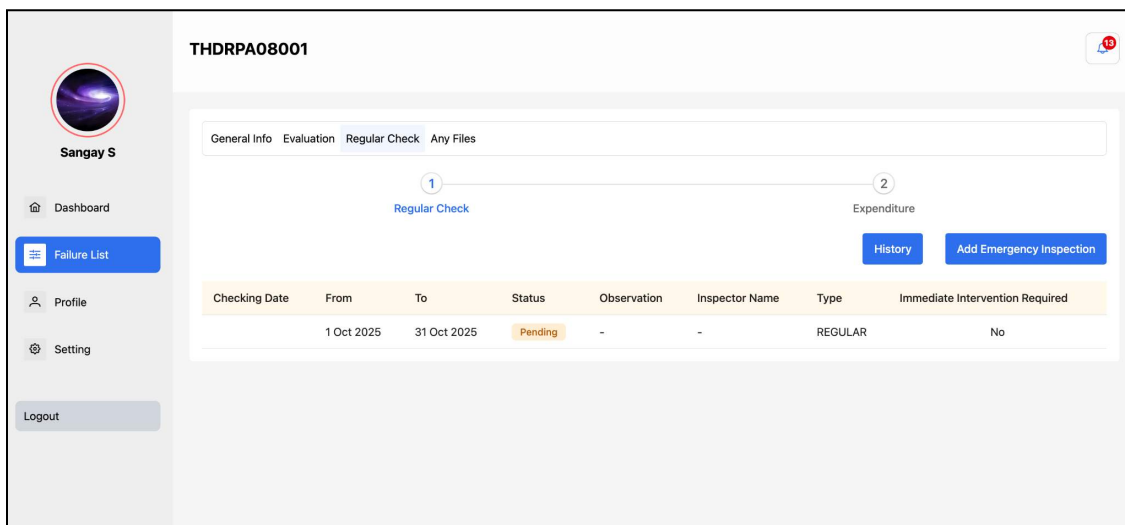 THDRPA08001
13
Sangay S
Dashboard
Failure List
Profile
Setting
Logout
General Info Evaluation Regular Check Any Files
1 2
Regular Check Expenditure
History Add Emergency Inspection
Checking Date From To Status Observation Inspector Name Type Immediate Intervention Required
1 Oct 2025 31 Oct 2025 Pending - - REGULAR No